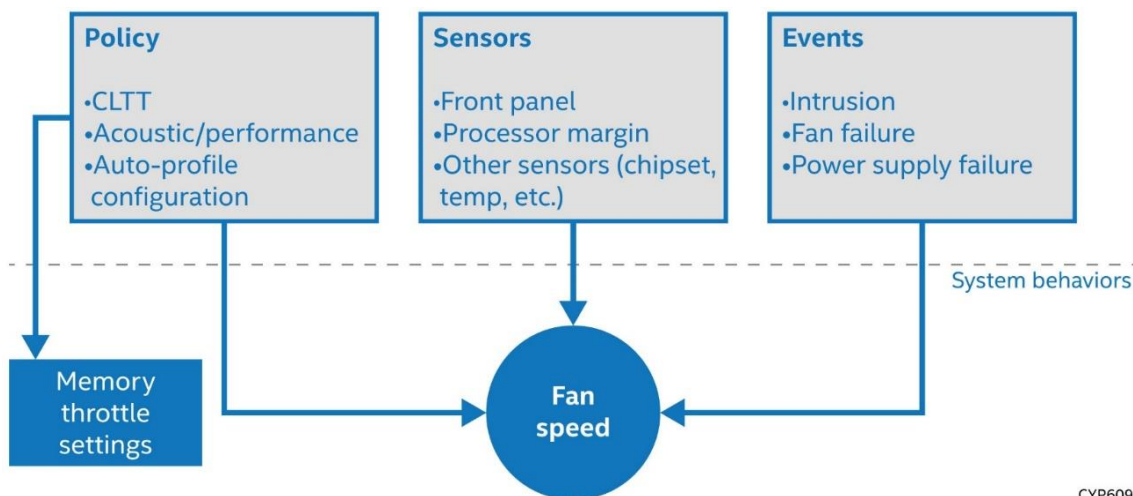 Policy
•CLTT
•Acoustic/performance
•Auto-profile
configuration
Sensors
•Front panel
•Processor margin
•Other sensors (chipset,
temp, etc.)
Events
•Intrusion
•Fan failure
•Power supply failure
System behaviors
Memory
throttle
settings
Fan
speed